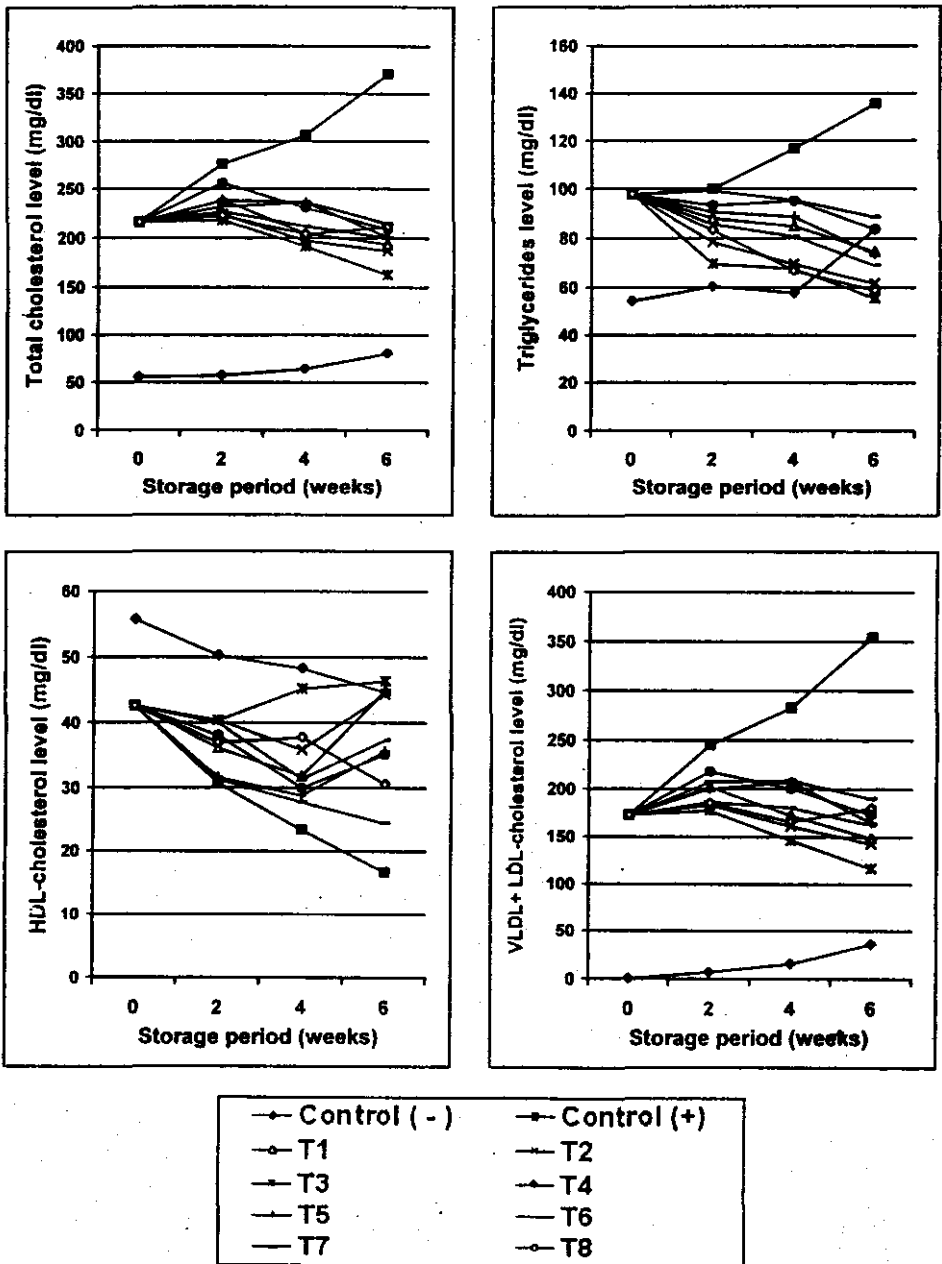 Total cholesterol level (mg/dl)
400
350
300
250
200
150
100
50
0
0 2 4 6
Storage period (weeks)
Triglycerides level (mg/dl)
160
140
120
100
80
60
40
20
0
0 2 4 6
Storage period (weeks)
HDL-cholesterol level (mg/dl)
60
50
40
30
20
10
0
0 2 4 6
Storage period (weeks)
VLDL+ LDL-cholesterol level (mg/dl)
400
350
300
250
200
150
100
50
0
0 2 4 6
Storage period (weeks)
Control ( - ) Control (+)
T1 T2
T3 T4
T5 T6
T7 T8